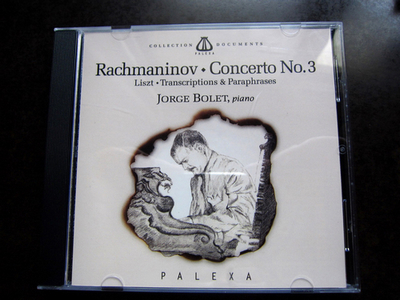 COLLECTION DOCUMENTS
PALEXA
Rachmaninov • Concerto No. 3
Liszt • Transcriptions & Paraphrases
JORGE BOLET, piano
PALEXA